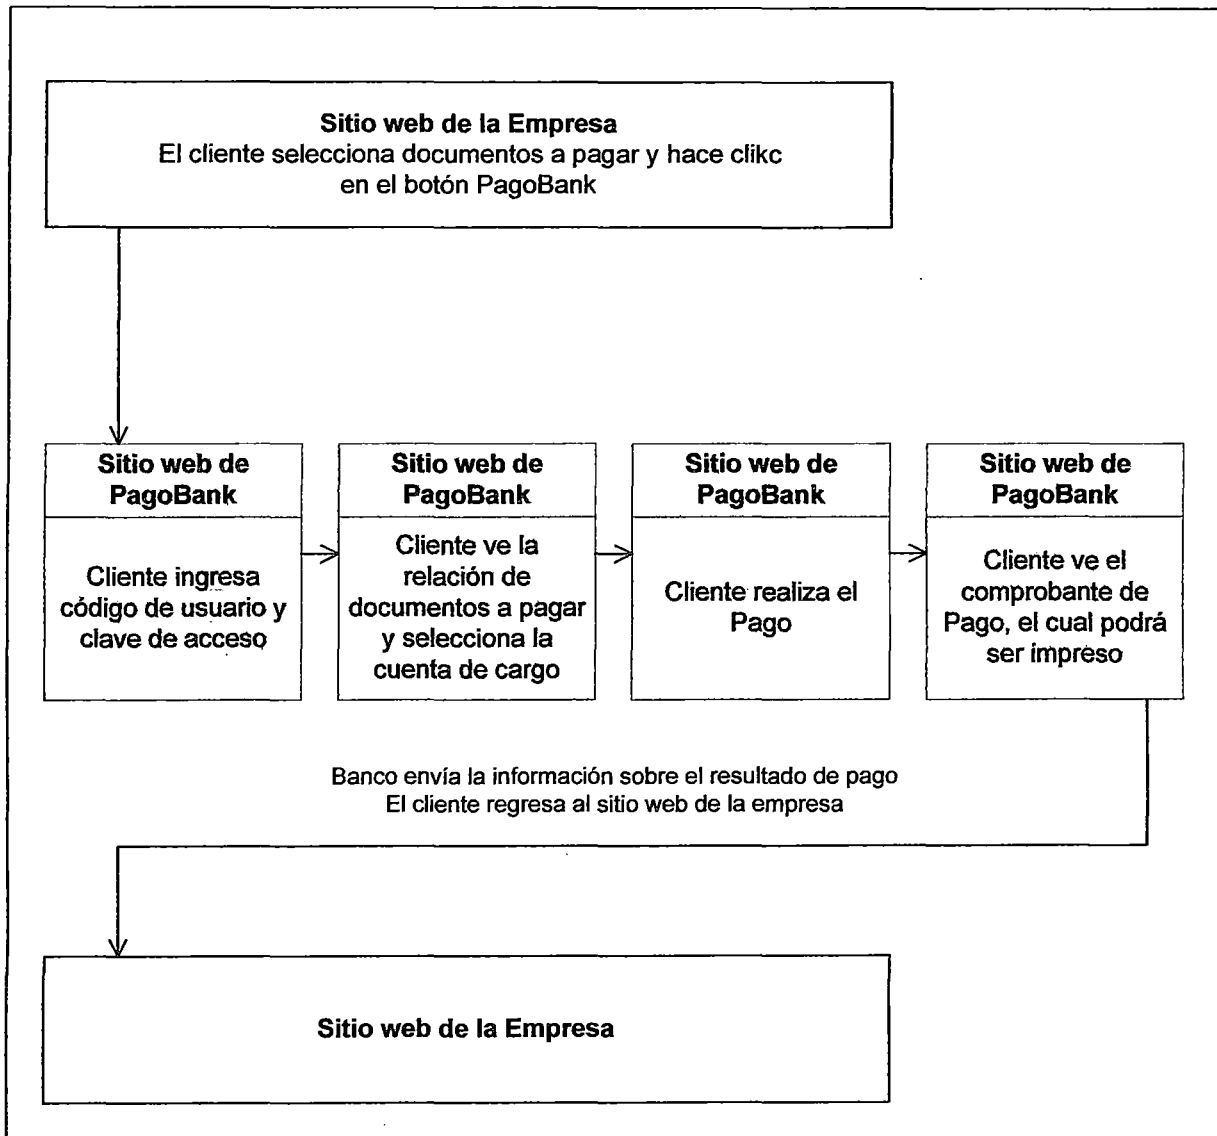 Sitio web de la Empresa
El cliente selecciona documentos a pagar y hace clikc
en el botón PagoBank
Sitio web de
PagoBank
Cliente ingresa
código de usuario y
clave de acceso
Sitio web de
PagoBank
Cliente ve la
relación de
documentos a pagar
y selecciona la
cuenta de cargo
Sitio web de
PagoBank
Cliente realiza el
Pago
Sitio web de
PagoBank
Cliente ve el
comprobante de
Pago, el cual podrá
ser impreso
Banco envía la información sobre el resultado de pago
El cliente regresa al sitio web de la empresa
Sitio web de la Empresa